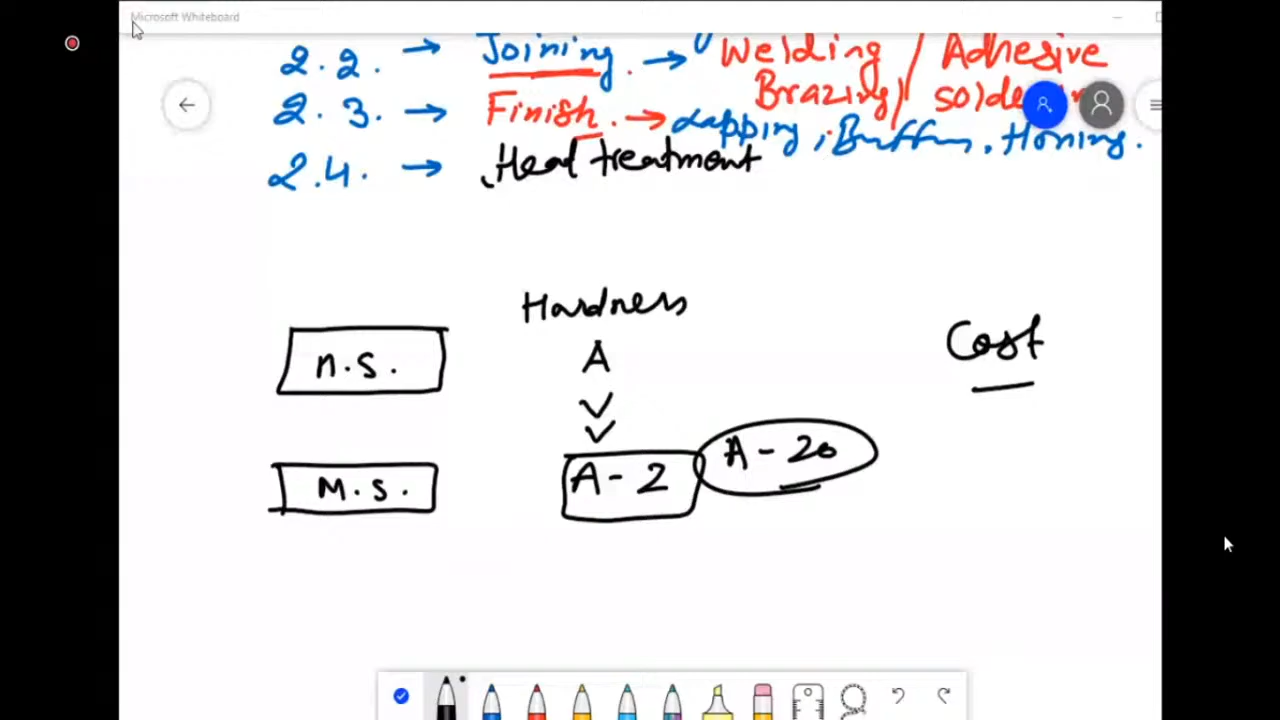 Microsoft Whiteboard
2.2. → Joining. → Welding / Adhesive
Brazing /
2.3. → Finish. → Lapping, Buffing, Honing.
2.4. → Heat treatment
Hardness
Cost
n.s. A
A - 20
M.s. A - 2